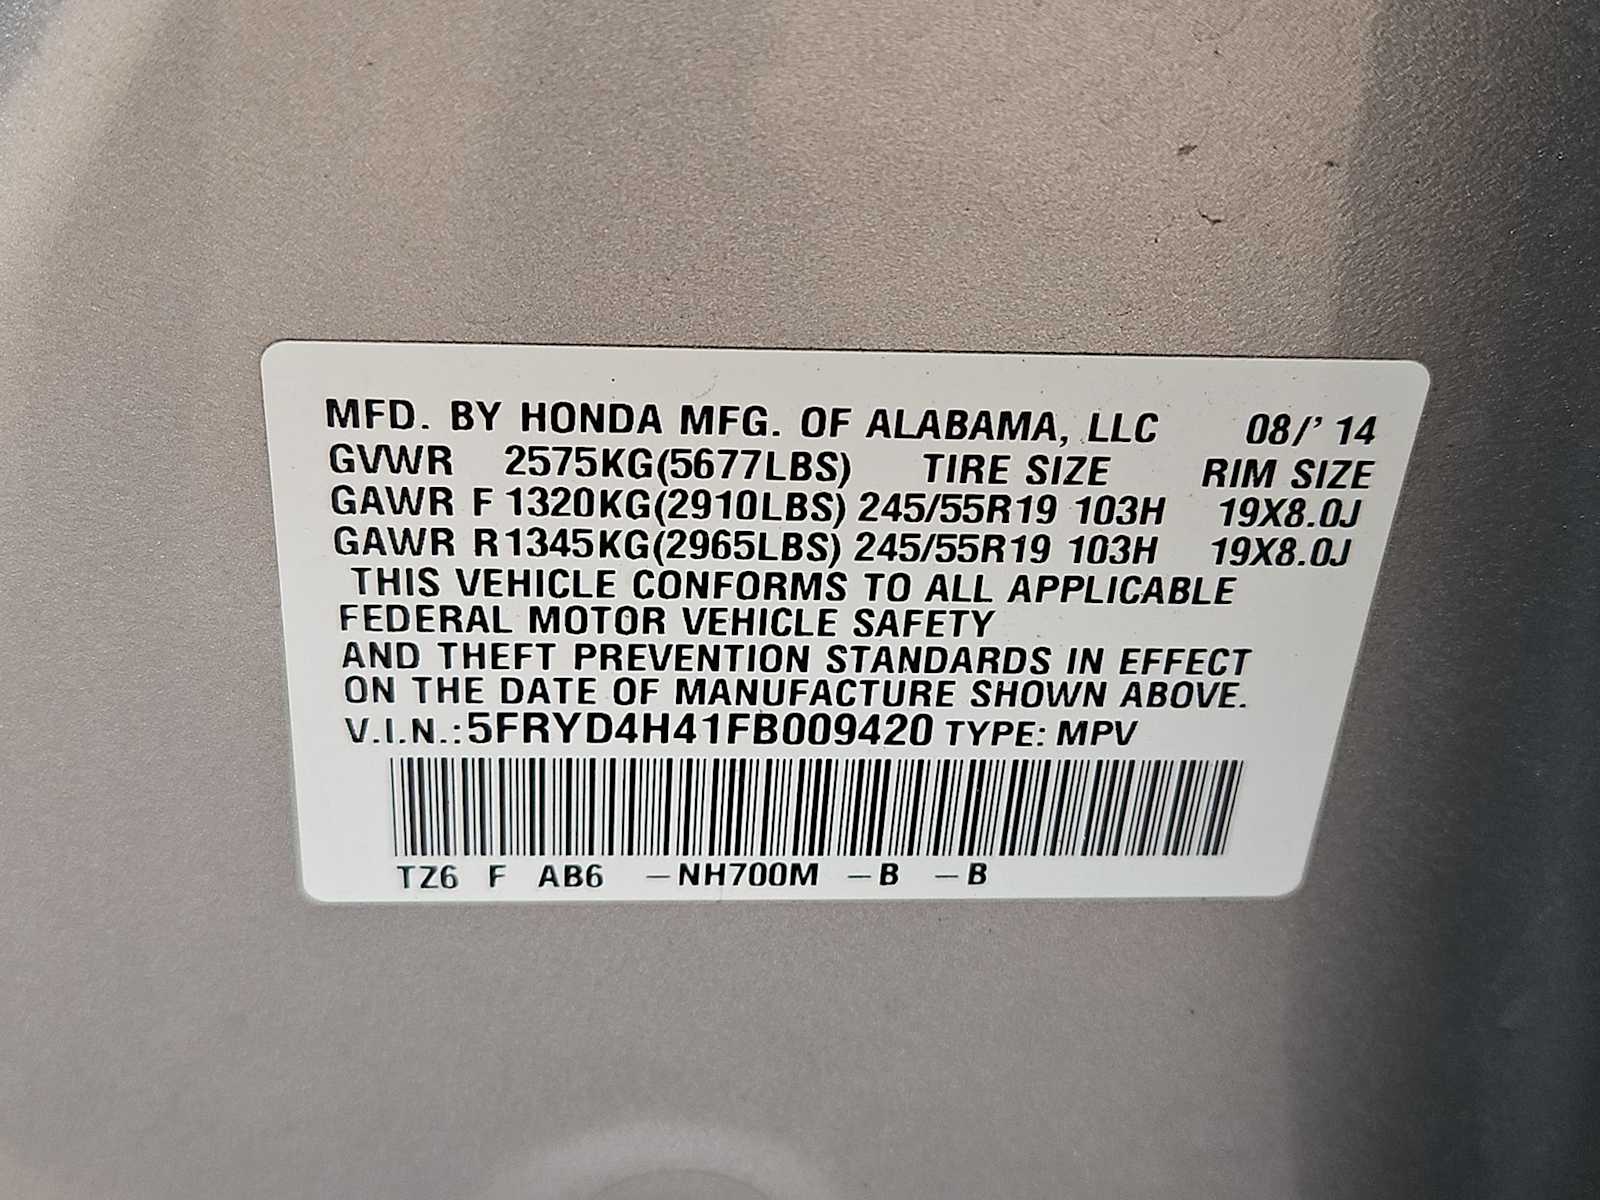 MFD. BY HONDA MFG. OF ALABAMA, LLC 08/' 14
GVWR 2575KG(5677LBS) TIRE SIZE RIM SIZE
GAWR F 1320KG(2910LBS) 245/55R19 103H 19X8.0J
GAWR R 1345KG(2965LBS) 245/55R19 103H 19X8.0J
THIS VEHICLE CONFORMS TO ALL APPLICABLE
FEDERAL MOTOR VEHICLE SAFETY
AND THEFT PREVENTION STANDARDS IN EFFECT
ON THE DATE OF MANUFACTURE SHOWN ABOVE.
V.I.N.:5FRYD4H41FB009420 TYPE: MPV
TZ6 F AB6 –NH700M –B –B